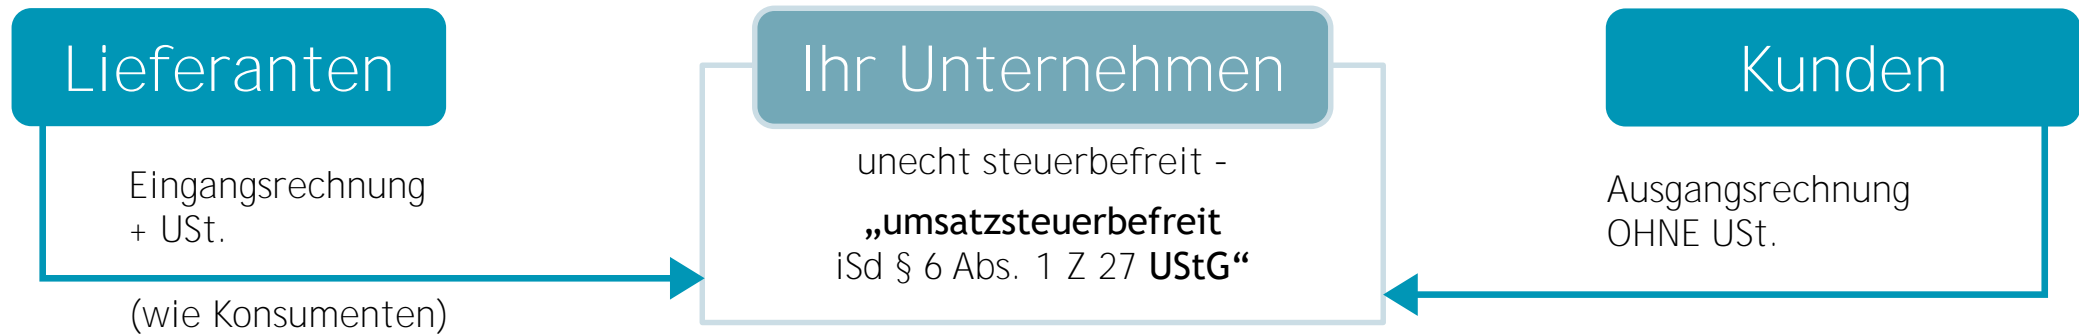 Lieferanten
Eingangsrechnung
+ USt.
(wie Konsumenten)
Ihr Unternehmen
unecht steuerbefreit -
„umsatzsteuerbefreit
iSd § 6 Abs. 1 Z 27 UStG“
Kunden
Ausgangsrechnung
OHNE USt.